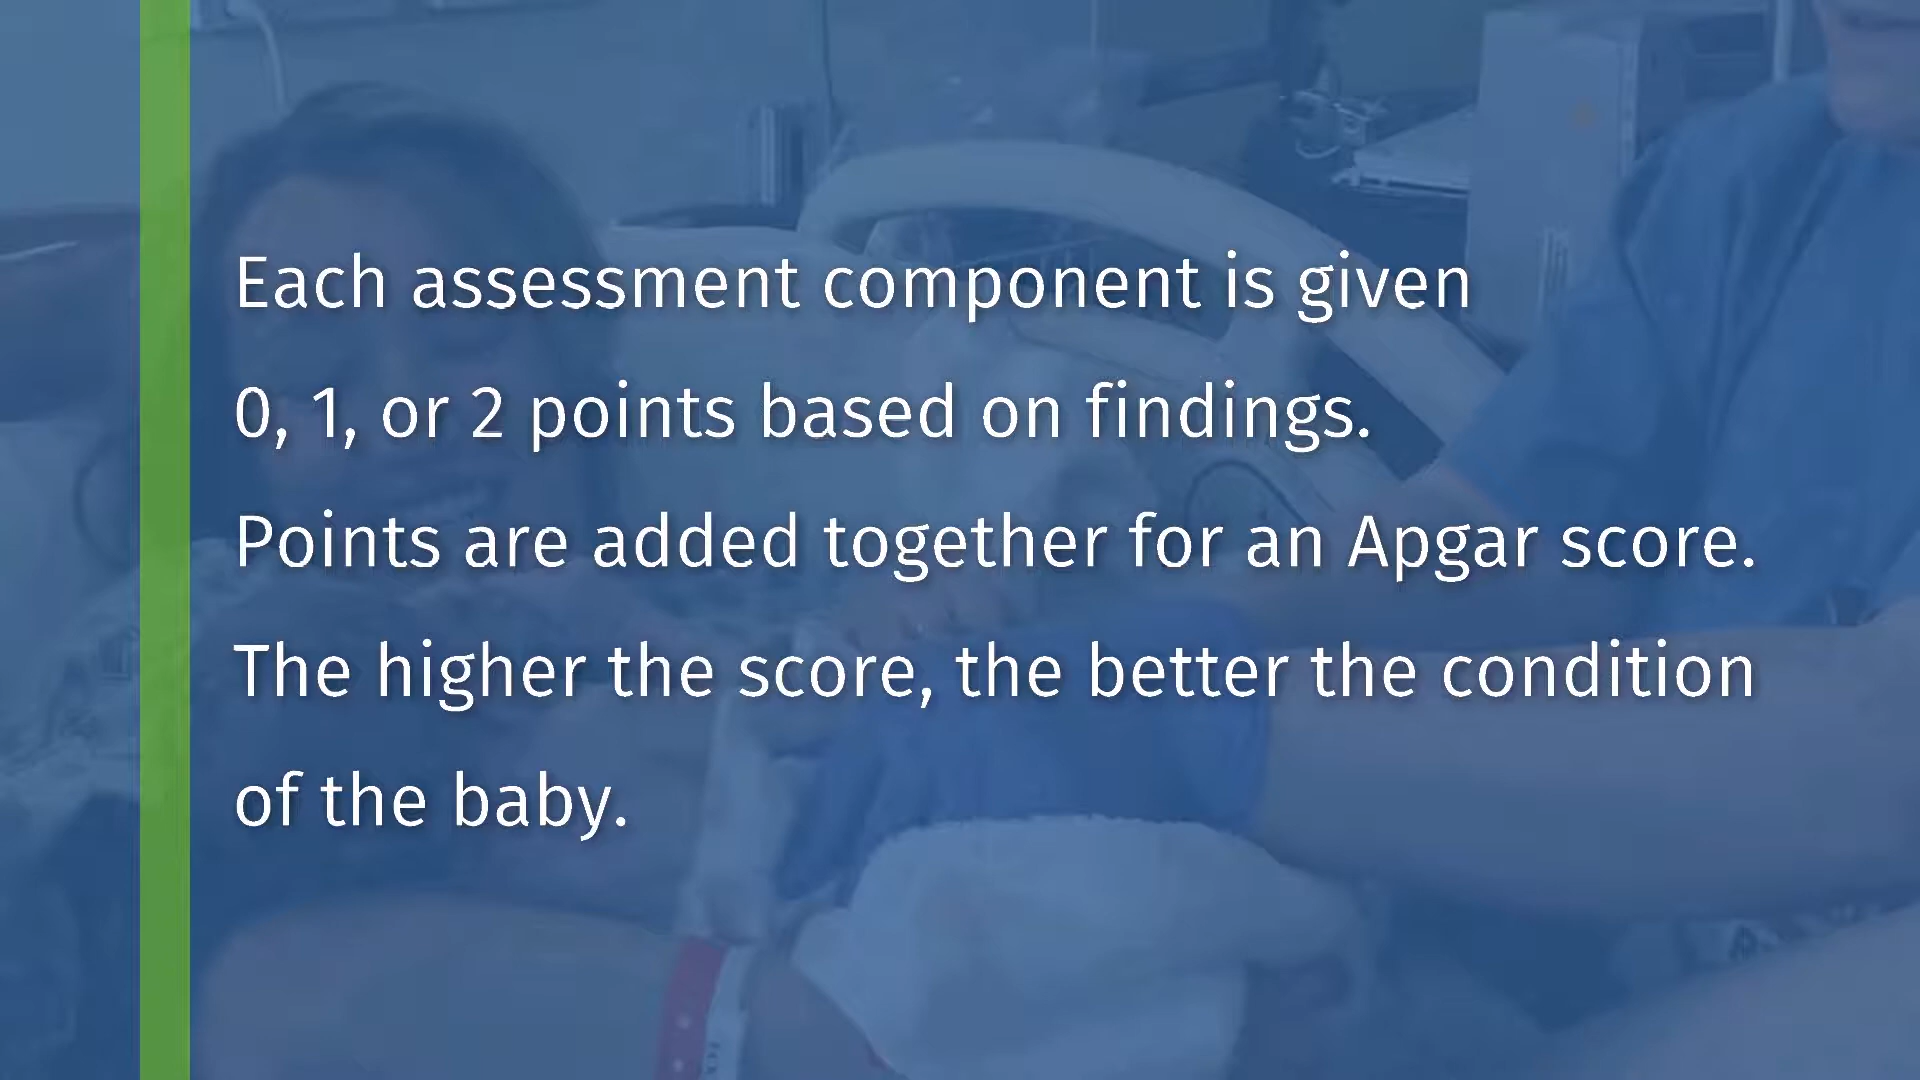 Each assessment component is given
0, 1, or 2 points based on findings.
Points are added together for an Apgar score.
The higher the score, the better the condition
of the baby.